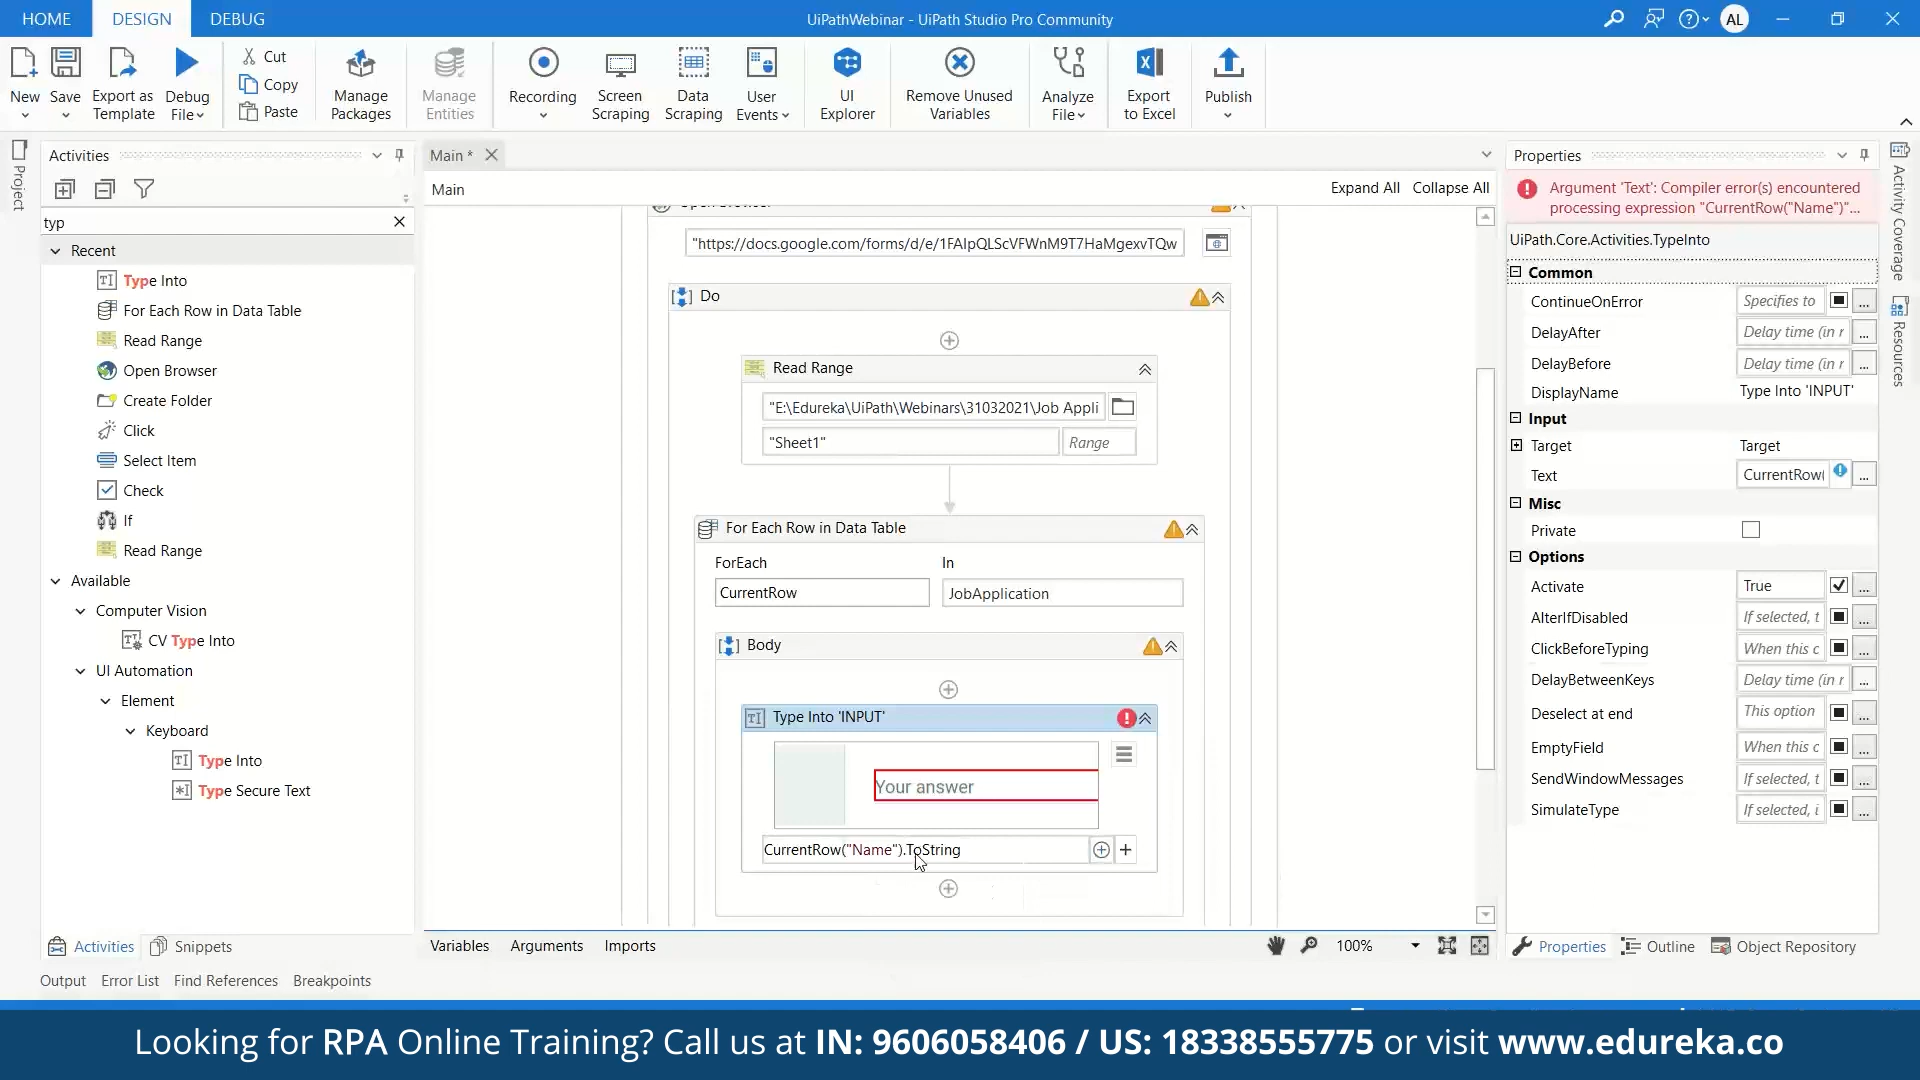 HOME
DESIGN
DEBUG
UiPathWebinar - UiPath Studio Pro Community
AL
New
Save
Export as
Template
Debug
File
Cut
Copy
Paste
Manage
Packages
Manage
Entities
Recording
Screen
Scraping
Data
Scraping
User
Events
UI
Explorer
Remove Unused
Variables
Analyze
File
Export
to Excel
Publish
Project
Activities
typ
Recent
Type Into
For Each Row in Data Table
Read Range
Open Browser
Create Folder
Click
Select Item
Check
If
Read Range
Available
Computer Vision
CV Type Into
UI Automation
Element
Keyboard
Type Into
Type Secure Text
Activities
Snippets
Main *
Main
Expand All
Collapse All
"https://docs.google.com/forms/d/e/1FAIpQLScVFWnM9T7HaMgexvTQw
Do
Read Range
"E:\Edureka\UiPath\Webinars\31032021\Job Appli
"Sheet1"
Range
For Each Row in Data Table
ForEach
In
CurrentRow
JobApplication
Body
Type Into 'INPUT'
Your answer
CurrentRow("Name").ToString
Variables
Arguments
Imports
100%
Properties
Argument 'Text': Compiler error(s) encountered
processing expression "CurrentRow("Name")"...
UiPath.Core.Activities.TypeInto
Common
ContinueOnError
Specifies to
...
DelayAfter
Delay time (in r
...
DelayBefore
Delay time (in r
...
DisplayName
Type Into 'INPUT'
Input
Target
Target
Text
CurrentRow(
...
Misc
Private
Options
Activate
True
...
AlterIfDisabled
If selected, t
...
ClickBeforeTyping
When this c
...
DelayBetweenKeys
Delay time (in r
...
Deselect at end
This option
...
EmptyField
When this c
...
SendWindowMessages
If selected, t
...
SimulateType
If selected, i
...
Properties
Outline
Object Repository
Activity Coverage
Resources
Output
Error List
Find References
Breakpoints
Looking for RPA Online Training? Call us at IN: 9606058406 / US: 18338555775 or visit www.edureka.co